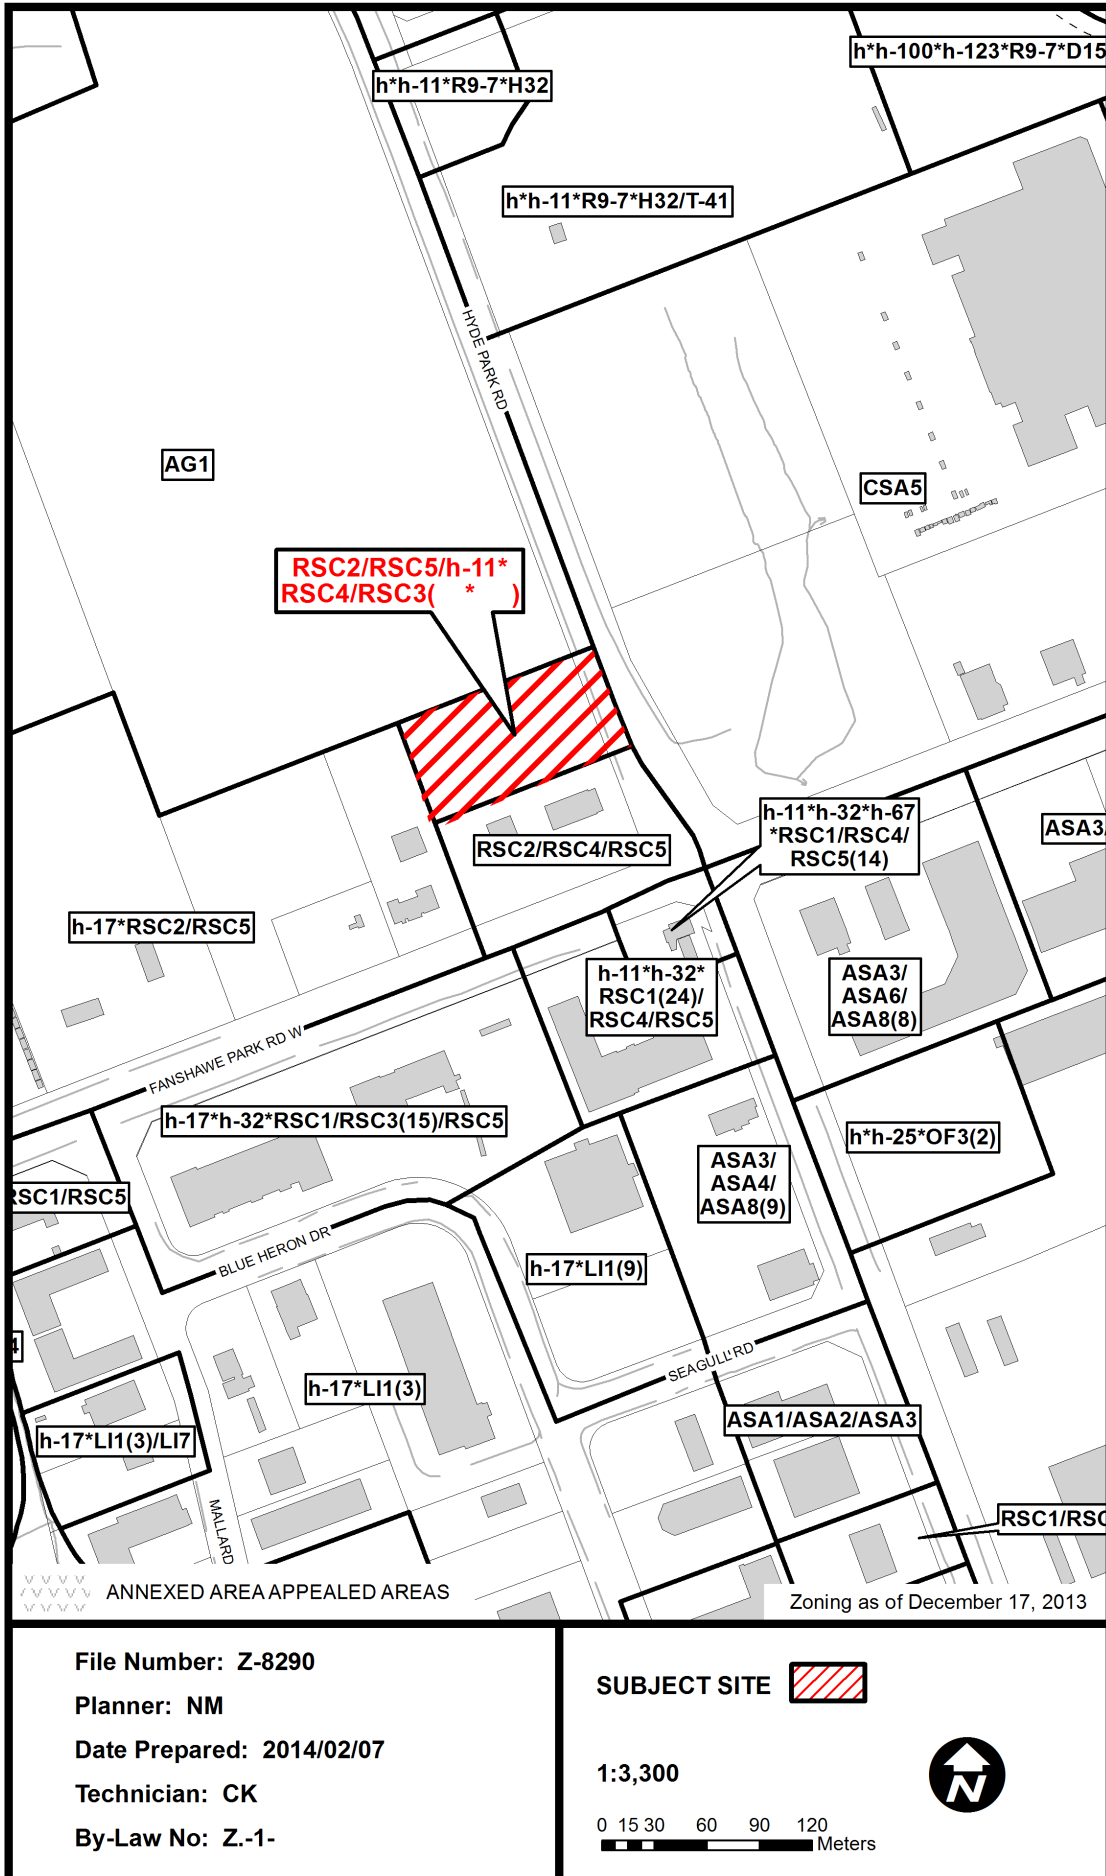 h*h-11*R9-7*H32
h*h-100*h-123*R9-7*D15
h*h-11*R9-7*H32/T-41
HYDE PARK RD
AG1
CSA5
RSC2/RSC5/h-11*
RSC4/RSC3( * )
h-11*h-32*h-67
*RSC1/RSC4/
RSC5(14)
ASA3/
RSC2/RSC4/RSC5
h-17*RSC2/RSC5
h-11*h-32*
RSC1(24)/
RSC4/RSC5
ASA3/
ASA6/
ASA8(8)
FANSHAWE PARK RD W
h-17*h-32*RSC1/RSC3(15)/RSC5
h*h-25*OF3(2)
ASA3/
ASA4/
ASA8(9)
RSC1/RSC5
BLUE HERON DR
h-17*LI1(9)
4
SEAGULL RD
h-17*LI1(3)
ASA1/ASA2/ASA3
h-17*LI1(3)/LI7
MALLARD
RSC1/RSC
ANNEXED AREA APPEALED AREAS
Zoning as of December 17, 2013
File Number: Z-8290
Planner: NM
Date Prepared: 2014/02/07
Technician: CK
By-Law No: Z.-1-
SUBJECT SITE
1:3,300
N
0 15 30 60 90 120
Meters